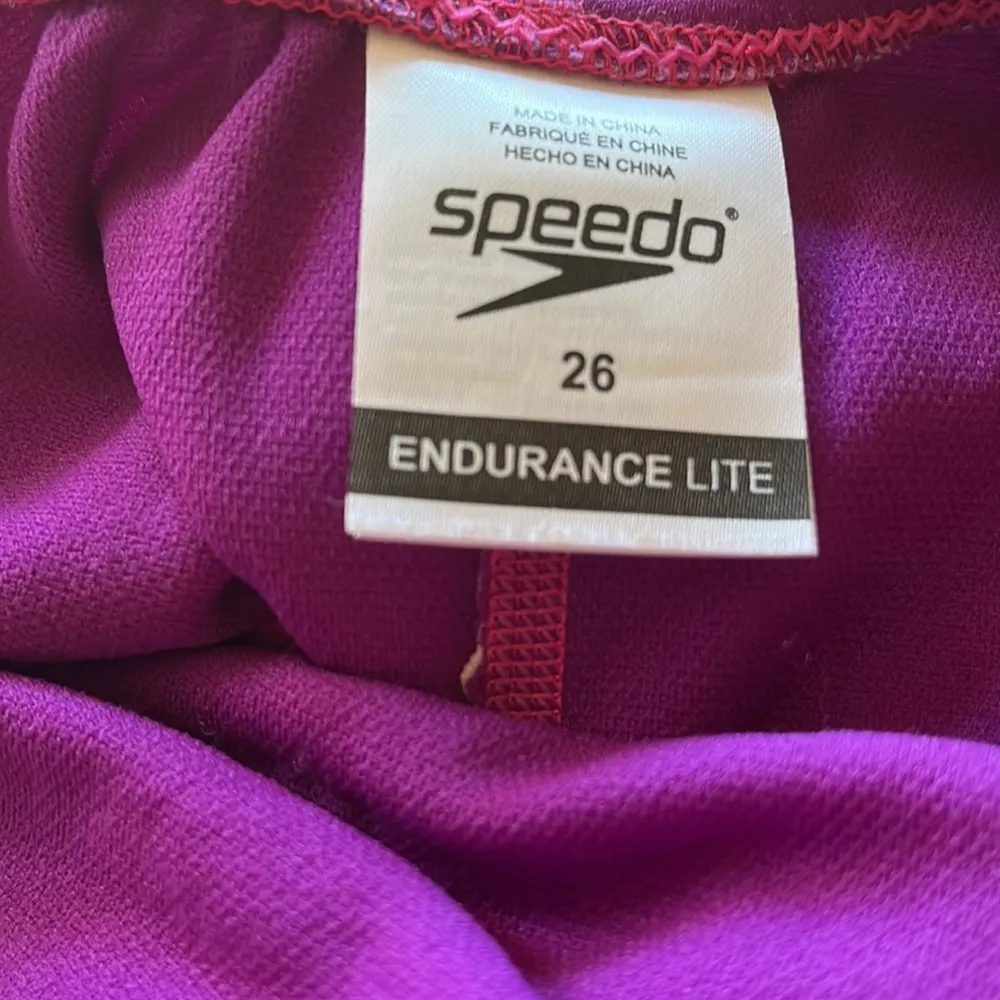 MADE IN CHINA
FABRIQUÉ EN CHINE
HECHO EN CHINA
speedo®
26
ENDURANCE LITE